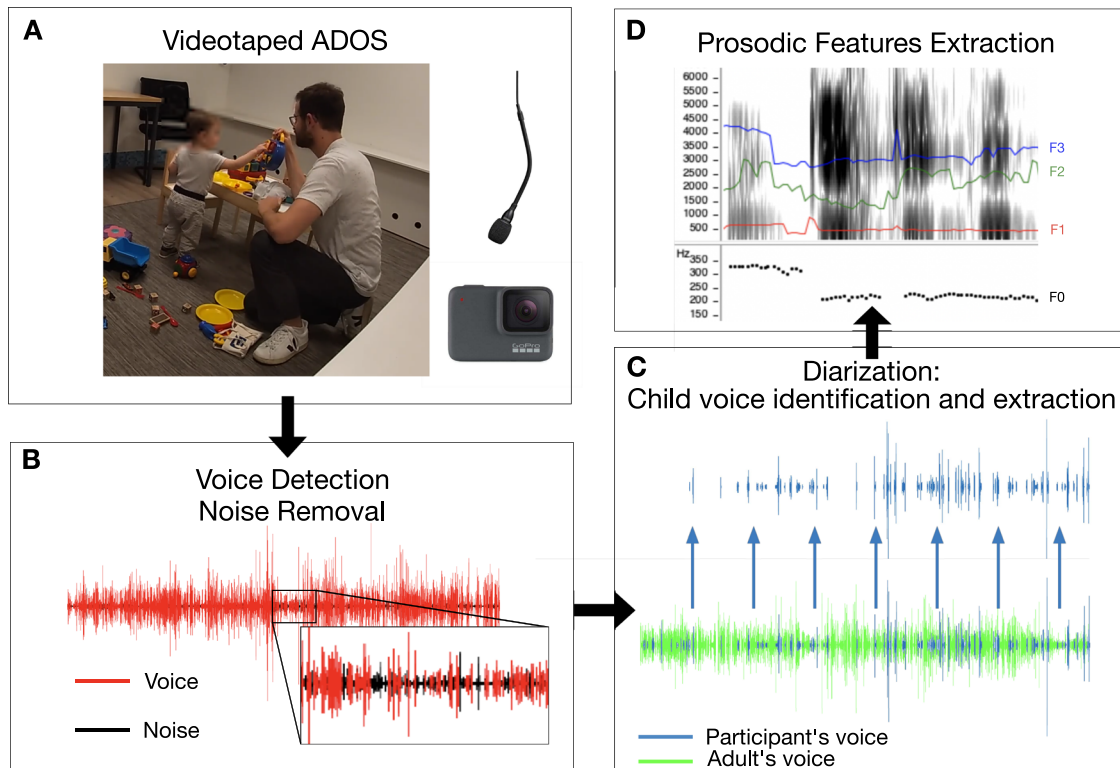 A
Videotaped ADOS
GoPro
B
Voice Detection
Noise Removal
Voice
Noise
C
Diarization:
Child voice identification and extraction
Participant's voice
Adult's voice
D
Prosodic Features Extraction
6000
5500
5000
4500
4000
3500
3000
2500
2000
1500
1000
500
F3
F2
F1
Hz
350
300
250
200
150
F0